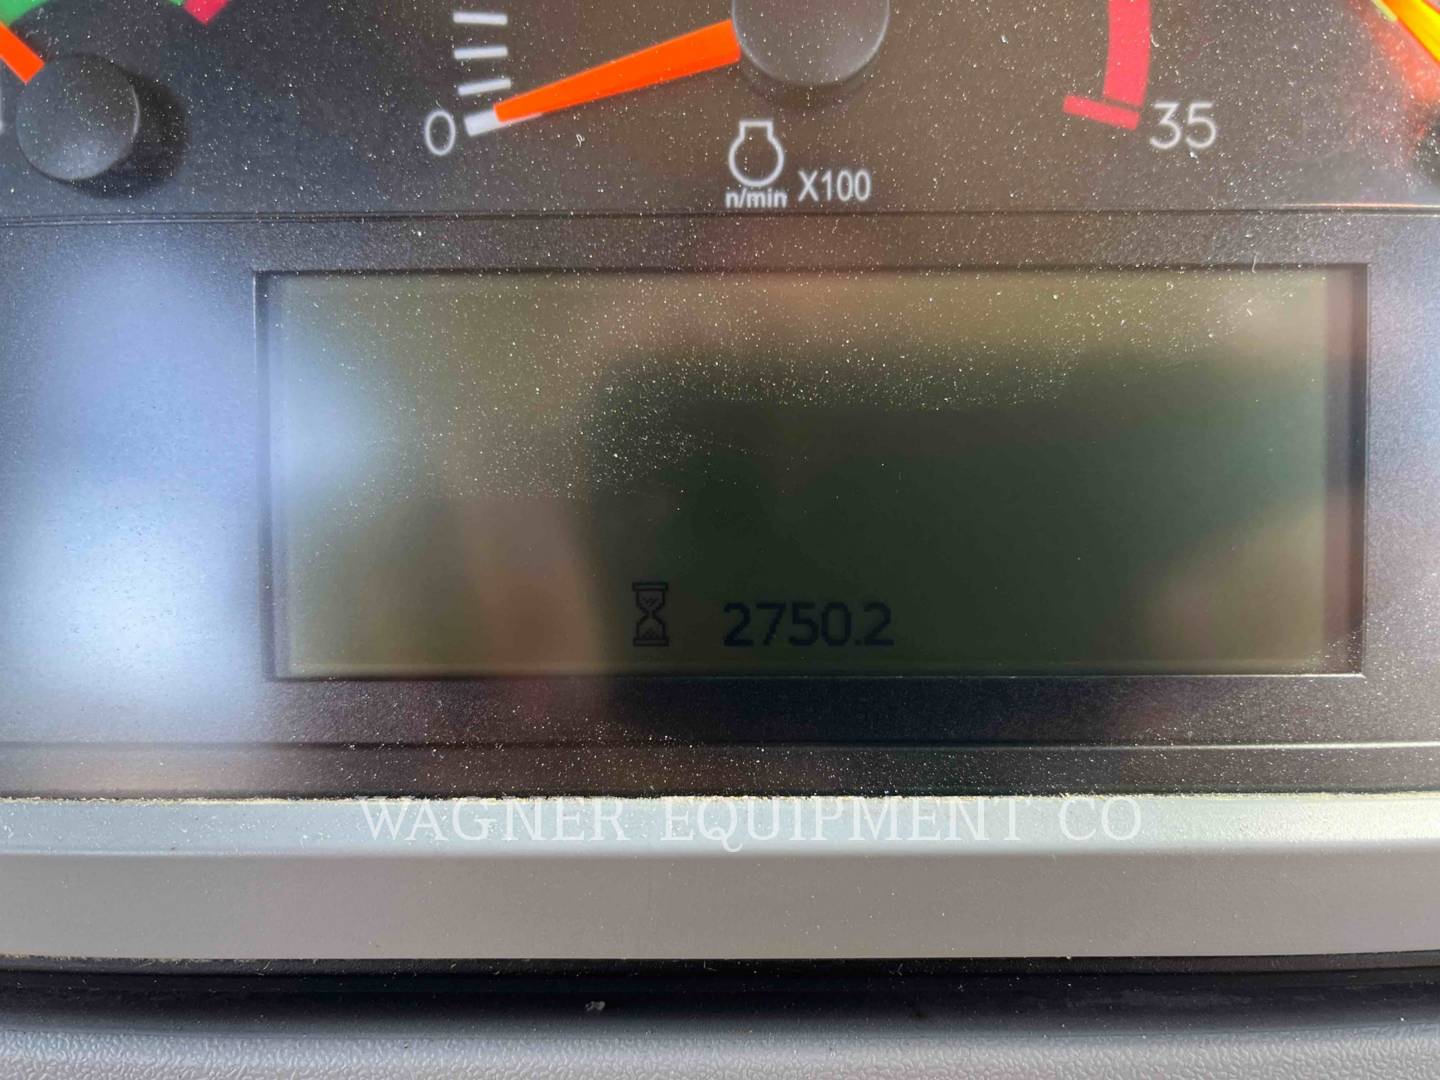 0
35
n/min X100
2750.2
WAGNER EQUIPMENT CO